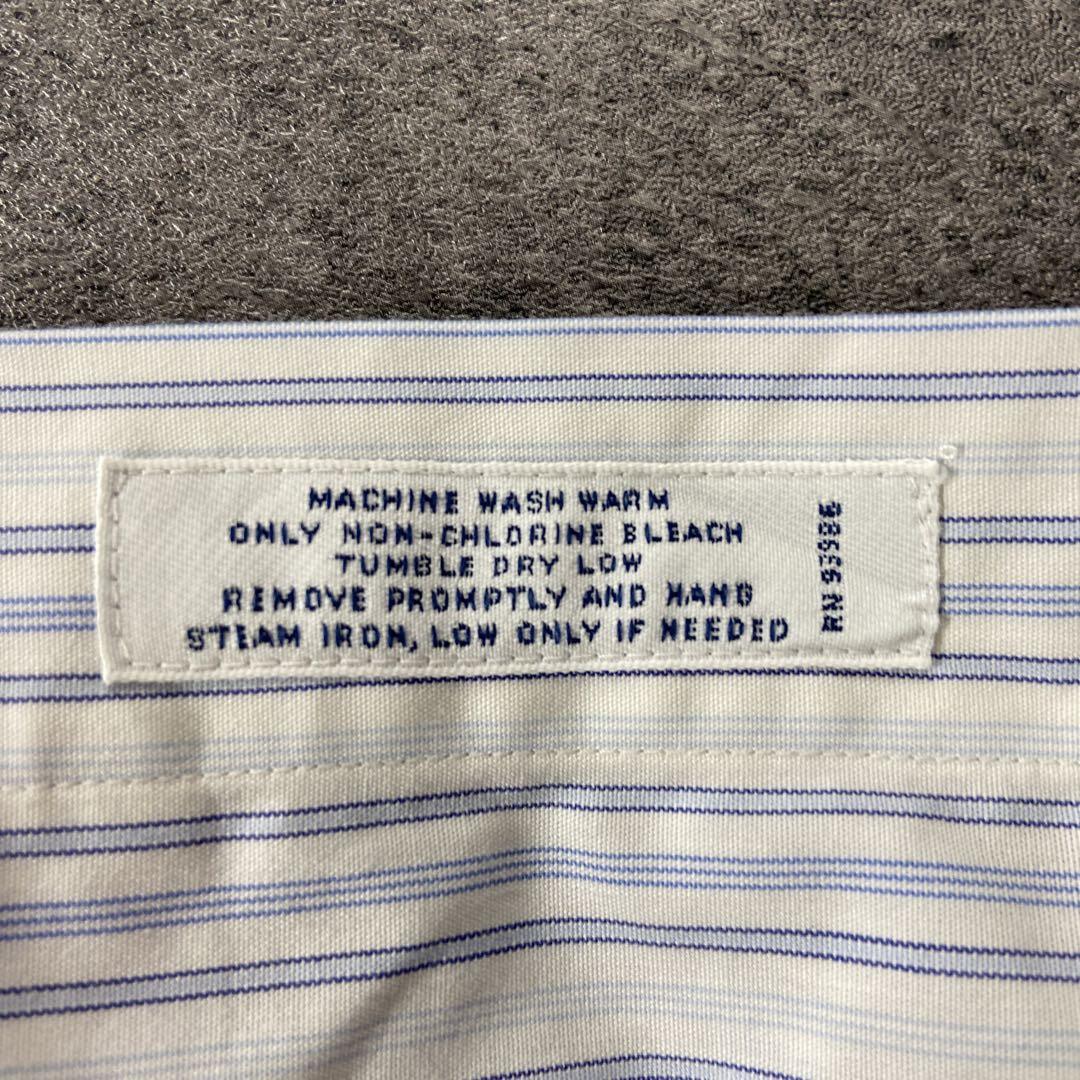 MACHINE WASH WARM
ONLY NON-CHLORINE BLEACH
TUMBLE DRY LOW
REMOVE PROMPTLY AND HANG
STEAM IRON, LOW ONLY IF NEEDED
RN